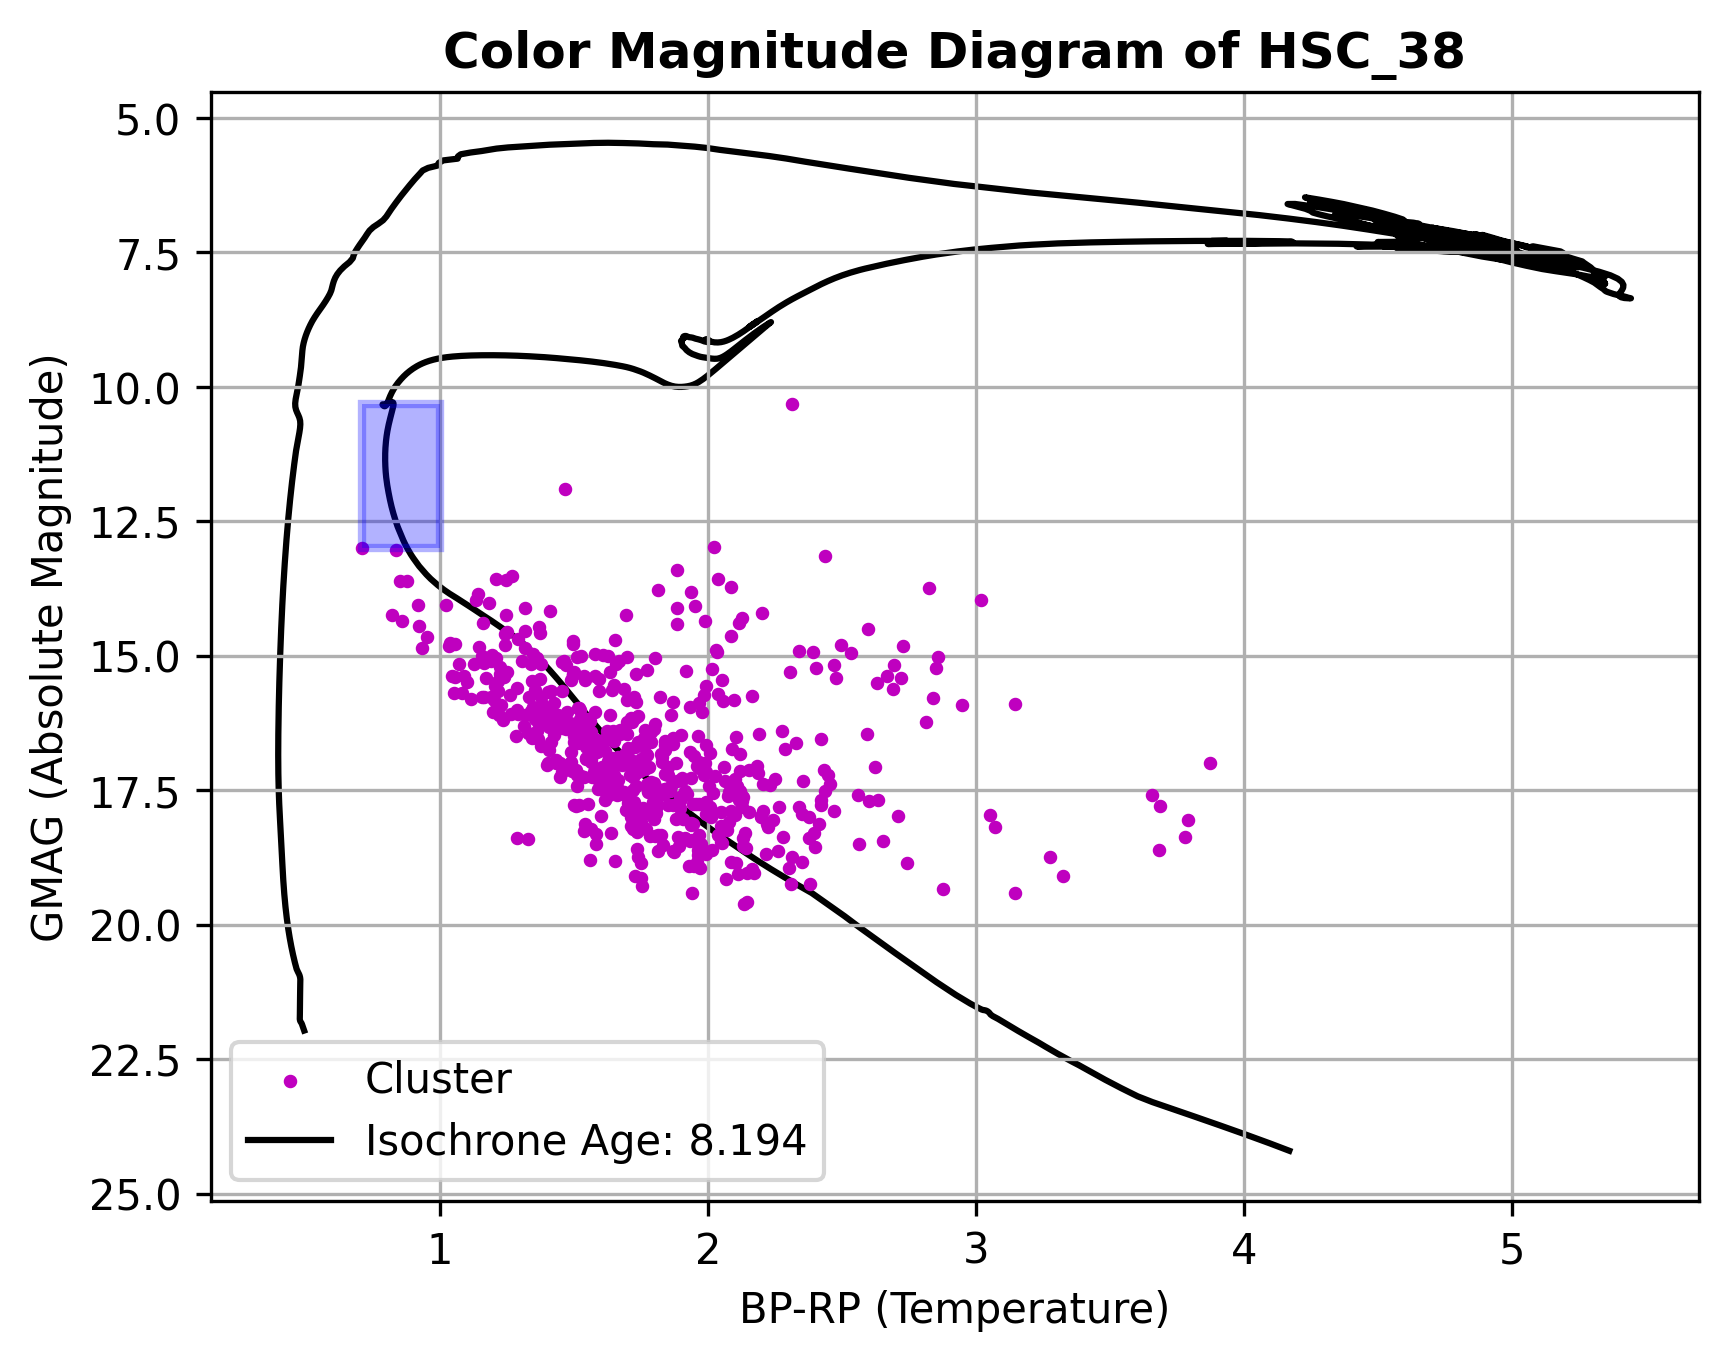 Color Magnitude Diagram of HSC_38
GMAG (Absolute Magnitude)
5.0
7.5
10.0
12.5
15.0
17.5
20.0
22.5
25.0
Cluster
Isochrone Age: 8.194
1 2 3 4 5
BP-RP (Temperature)